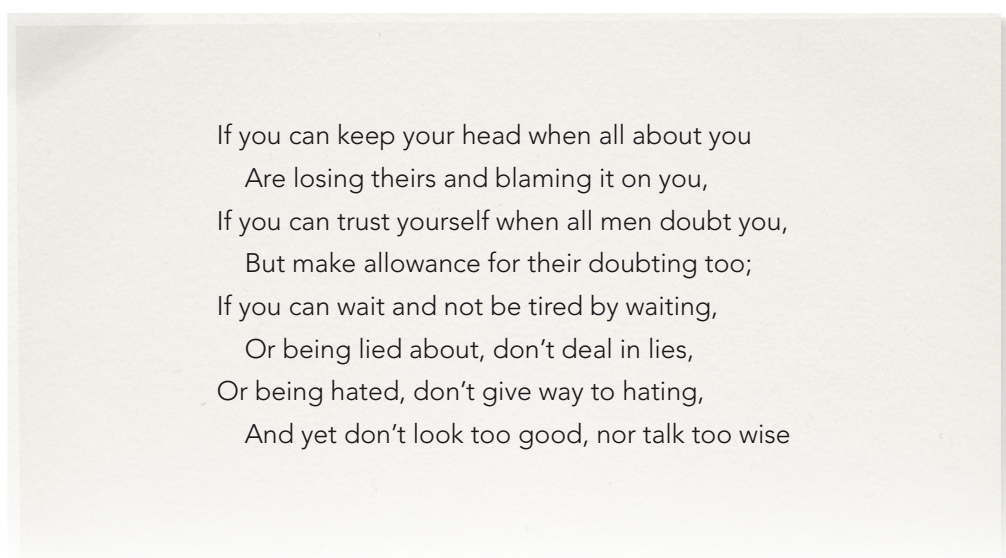 If you can keep your head when all about you
Are losing theirs and blaming it on you,
If you can trust yourself when all men doubt you,
But make allowance for their doubting too;
If you can wait and not be tired by waiting,
Or being lied about, don’t deal in lies,
Or being hated, don’t give way to hating,
And yet don’t look too good, nor talk too wise